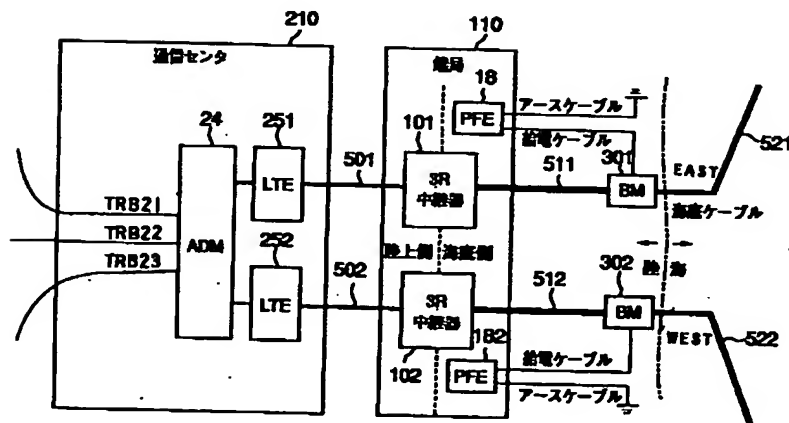 210
通信センタ
24
251
252
TRB21
TRB22
TRB23
ADM
LTE
LTE
501
502
110
陸局
101
18
PFE
アースケーブル
給電ケーブル
SR
中継器
511
301
BM
EAST
521
海底ケーブル
陸上側
海底側
陸
海
SR
中継器
102
512
302
BM
WEST
522
182
PFE
給電ケーブル
アースケーブル